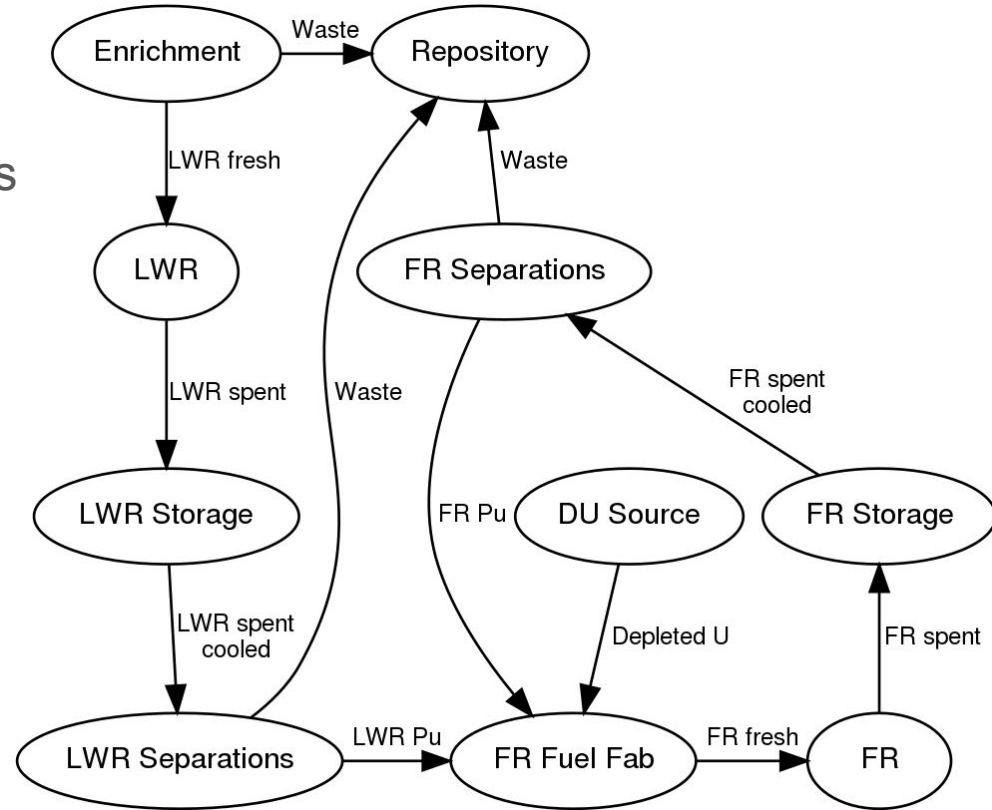 Enrichment
Waste
Repository
LWR fresh
s
Waste
LWR
FR Separations
LWR spent
Waste
FR spent
cooled
LWR Storage
FR Pu
DU Source
FR Storage
LWR spent
cooled
Depleted U
FR spent
LWR Separations
LWR Pu
FR Fuel Fab
FR fresh
FR